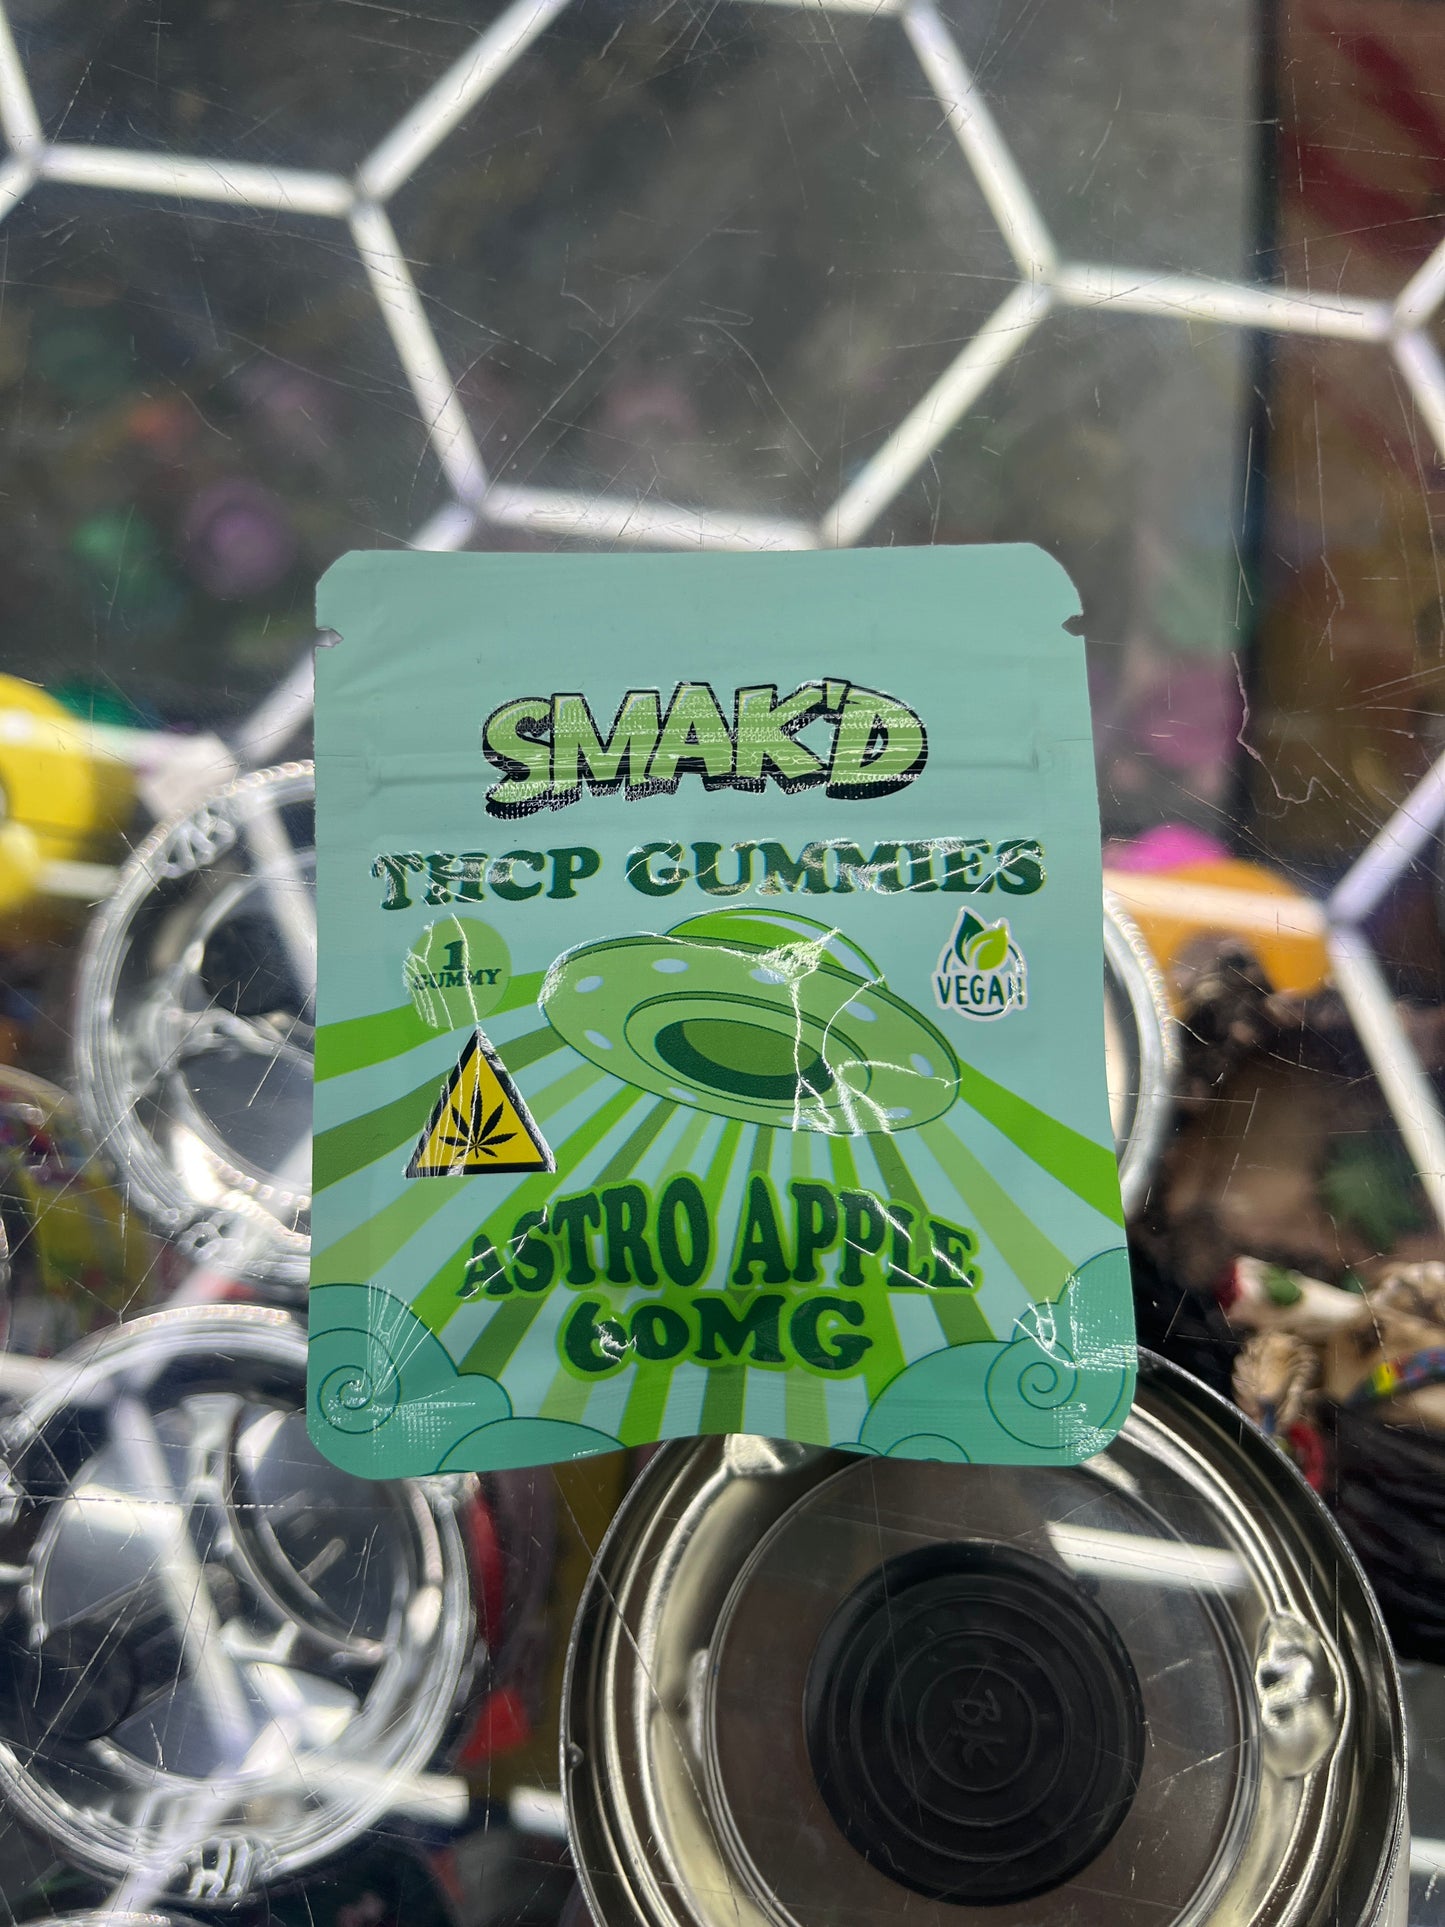 SMAK'D
THCP GUMMIES
1
GUMMY
VEGAN
ASTRO APPLE
60MG